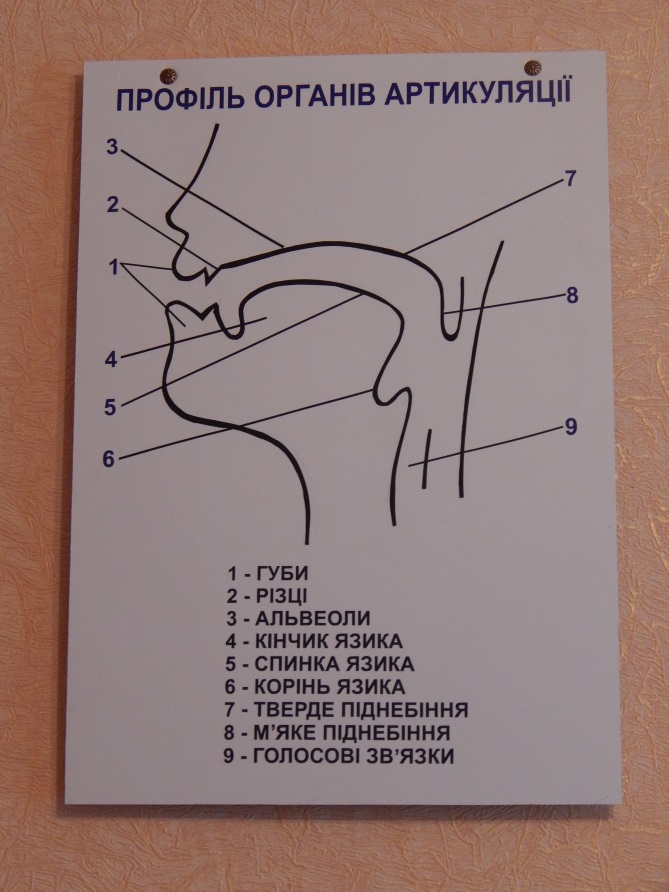 ПРОФІЛЬ ОРГАНІВ АРТИКУЛЯЦІЇ
3
2
1
4
5
6
7
8
9
1 - ГУБИ
2 - РІЗЦІ
3 - АЛЬВЕОЛИ
4 - КІНЧИК ЯЗИКА
5 - СПИНКА ЯЗИКА
6 - КОРІНЬ ЯЗИКА
7 - ТВЕРДЕ ПІДНЕБІННЯ
8 - М'ЯКЕ ПІДНЕБІННЯ
9 - ГОЛОСОВІ ЗВ'ЯЗКИ